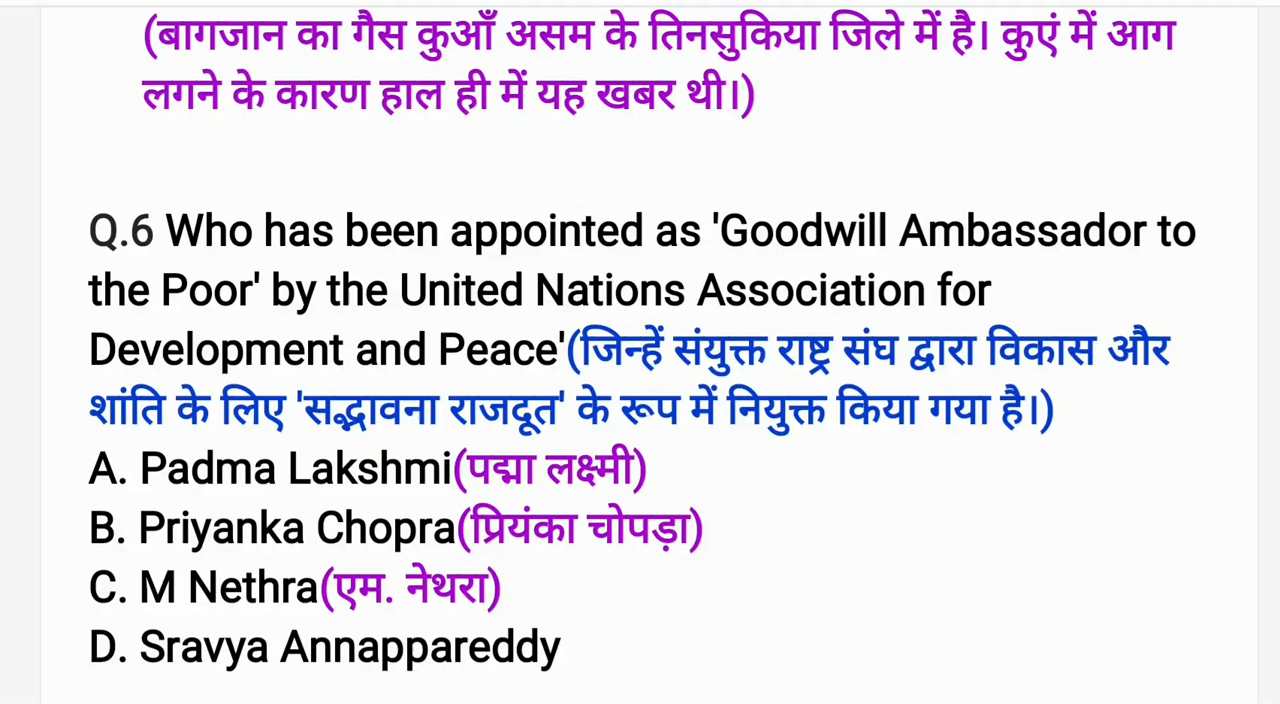 (बागजान का गैस कुआँ असम के तिनसुकिया जिले में है। कुएं में आग
लगने के कारण हाल ही में यह खबर थी।)
Q.6 Who has been appointed as 'Goodwill Ambassador to
the Poor' by the United Nations Association for
Development and Peace'(जिन्हें संयुक्त राष्ट्र संघ द्वारा विकास और
शांति के लिए 'सद्भावना राजदूत' के रूप में नियुक्त किया गया है।)
A. Padma Lakshmi(पद्मा लक्ष्मी)
B. Priyanka Chopra(प्रियंका चोपड़ा)
C. M Nethra(एम. नेथरा)
D. Sravya Annappareddy